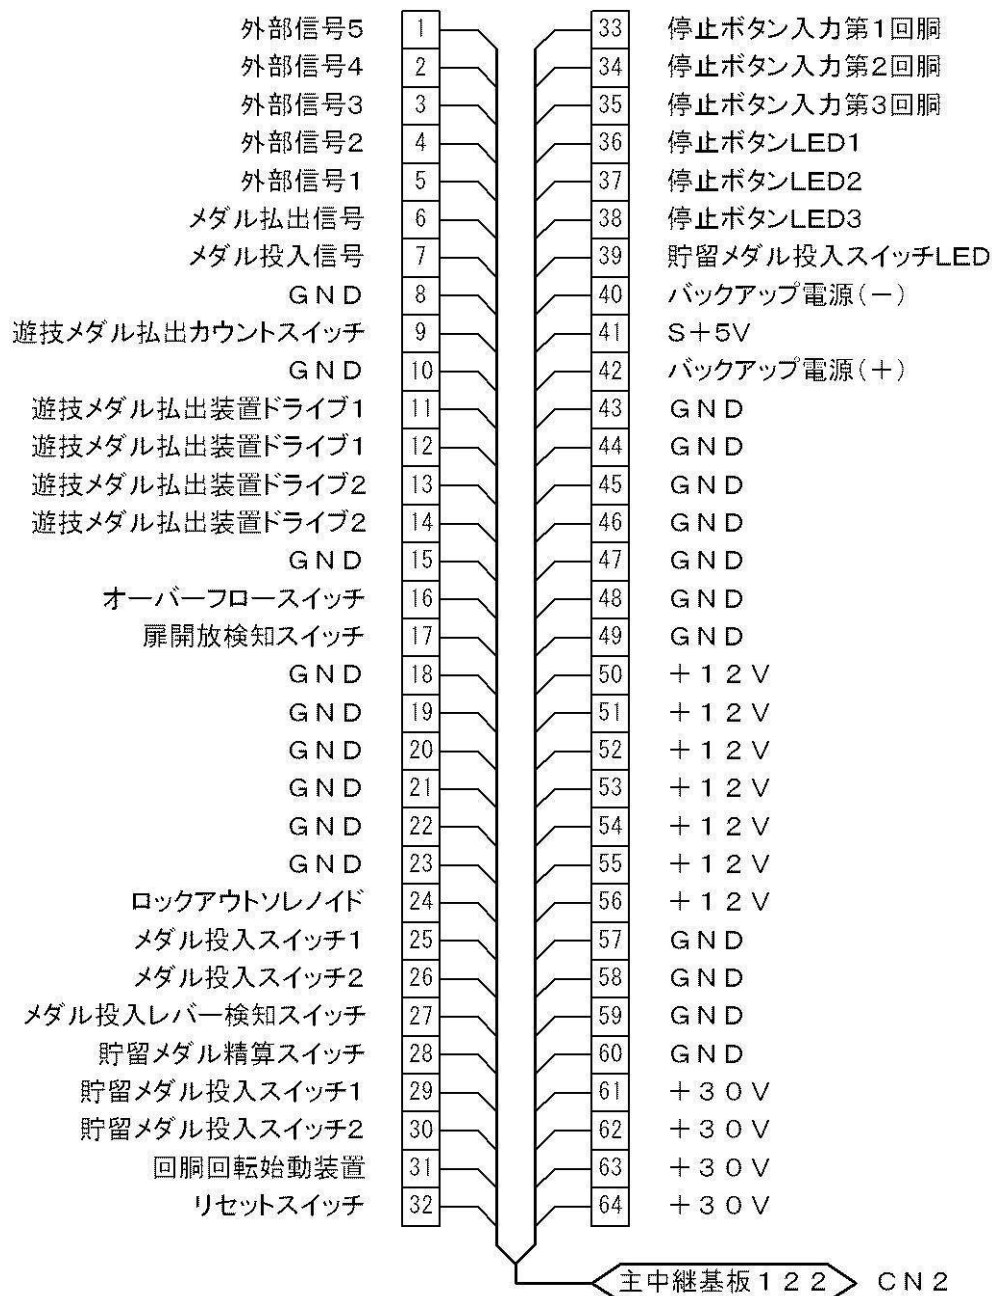 外部信号5 1 33 停止ボタン入力第1回胴
外部信号4 2 34 停止ボタン入力第2回胴
外部信号3 3 35 停止ボタン入力第3回胴
外部信号2 4 36 停止ボタンLED1
外部信号1 5 37 停止ボタンLED2
メダル払出信号 6 38 停止ボタンLED3
メダル投入信号 7 39 貯留メダル投入スイッチLED
GND 8 40 バックアップ電源(－)
遊技メダル払出カウントスイッチ 9 41 S+5V
GND 10 42 バックアップ電源(＋)
遊技メダル払出装置ドライブ1 11 43 GND
遊技メダル払出装置ドライブ1 12 44 GND
遊技メダル払出装置ドライブ2 13 45 GND
遊技メダル払出装置ドライブ2 14 46 GND
GND 15 47 GND
オーバーフロースイッチ 16 48 GND
扉開放検知スイッチ 17 49 GND
GND 18 50 +12V
GND 19 51 +12V
GND 20 52 +12V
GND 21 53 +12V
GND 22 54 +12V
GND 23 55 +12V
ロックアウトソレノイド 24 56 +12V
メダル投入スイッチ1 25 57 GND
メダル投入スイッチ2 26 58 GND
メダル投入レバー検知スイッチ 27 59 GND
貯留メダル精算スイッチ 28 60 GND
貯留メダル投入スイッチ1 29 61 +30V
貯留メダル投入スイッチ2 30 62 +30V
回胴回転始動装置 31 63 +30V
リセットスイッチ 32 64 +30V
主中継基板122 CN2